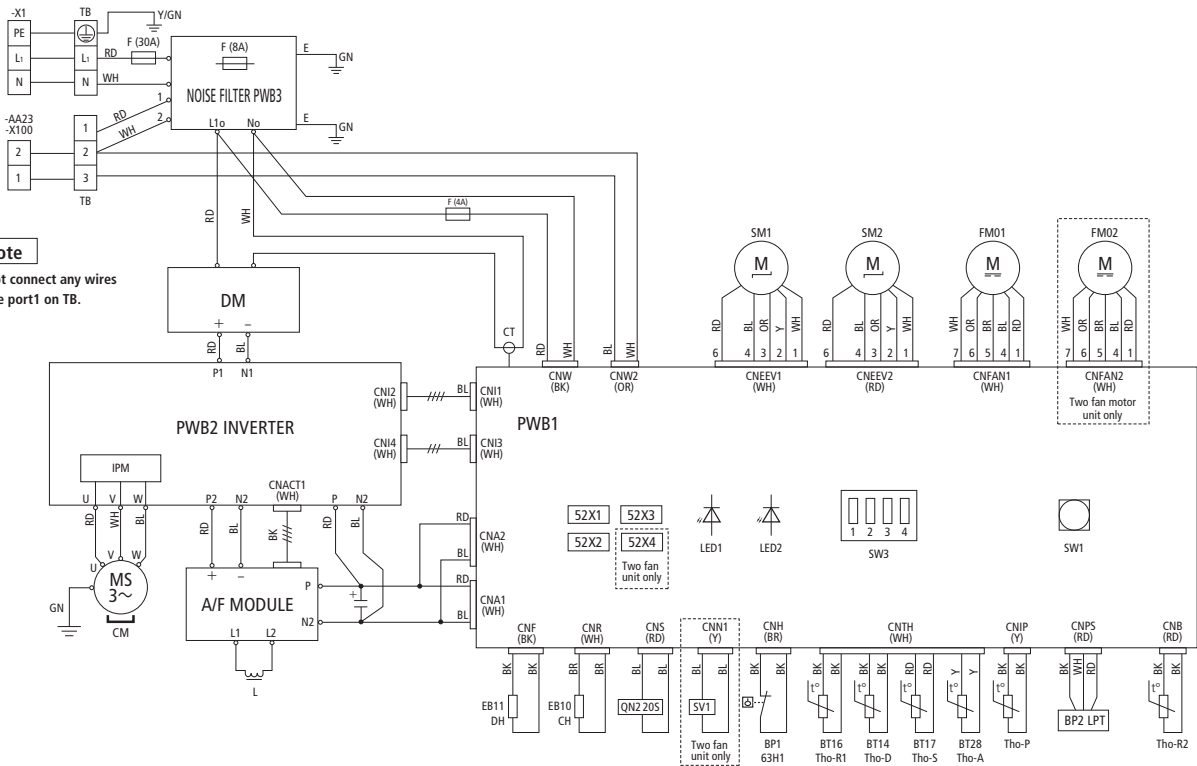 -X1
TB
Y/GN
PE
F (30A)
L1
L1
RD
N
N
WH
F (8A)
NOISE FILTER PWB3
E
GN
E
GN
1
2
L1o
No
-AA23
-X100
RD
WH
1
2
2
1
3
TB
RD
WH
F (4A)
ote
t connect any wires
e port1 on TB.
DM
+
–
RD
BL
P1
N1
CT
RD
WH
BL
WH
CNW
(BK)
CNW2
(OR)
SM1
M
RD
BL
OR
Y
WH
6
4
3
2
1
CNEEV1
(WH)
SM2
M
RD
BL
OR
Y
WH
6
4
3
2
1
CNEEV2
(RD)
FM01
M
WH
OR
BR
BL
RD
7
6
5
4
1
CNFAN1
(WH)
FM02
M
WH
OR
BR
BL
RD
7
6
5
4
1
CNFAN2
(WH)
Two fan motor
unit only
PWB2 INVERTER
CNI2
(WH)
BL
CNI1
(WH)
CNI4
(WH)
BL
CNI3
(WH)
PWB1
IPM
U
V
W
P2
N2
CNACT1
(WH)
P
N2
RD
WH
BL
RD
BL
BK
RD
BL
U
V
W
MS
3~
GN
CM
+
–
A/F MODULE
P
N2
L1
L2
L
+
RD
CNA2
(WH)
BL
RD
CNA1
(WH)
BL
52X1
52X3
52X2
52X4
Two fan
unit only
LED1
LED2
1
2
3
4
SW3
SW1
CNF
(BK)
BK
BK
EB11
DH
CNR
(WH)
BR
BR
EB10
CH
CNS
(RD)
BL
BL
QN2 20S
CNN1
(Y)
BL
BL
SV1
Two fan
unit only
CNH
(BR)
BK
BK
BP1
63H1
CNTH
(WH)
BK
BK
t°
BT16
Tho-R1
BK
BK
t°
BT14
Tho-D
RD
RD
t°
BT17
Tho-S
Y
Y
t°
BT28
Tho-A
CNIP
(Y)
BK
BK
t°
Tho-P
CNPS
(RD)
BK
WH
RD
BP2 LPT
CNB
(RD)
BK
BK
t°
Tho-R2